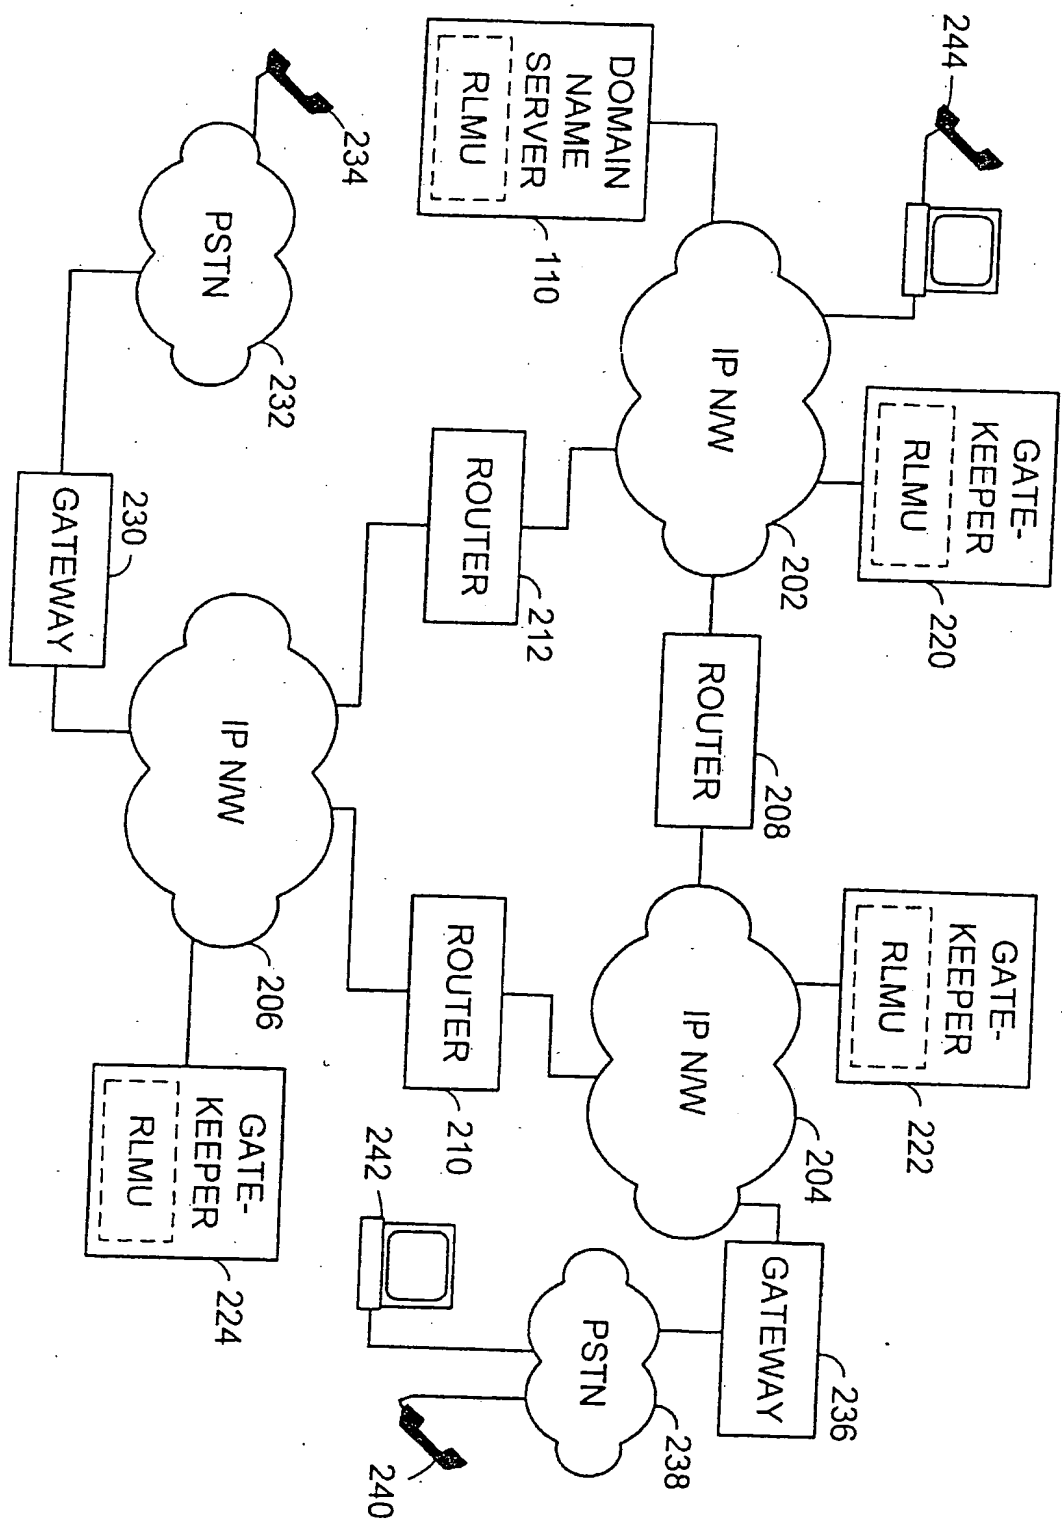 244
GATE-
KEEPER
RLMU
220
GATE-
KEEPER
RLMU
222
DOMAIN
NAME
SERVER
RLMU
110
IP N/W
202
ROUTER
208
IP N/W
204
GATEWAY
236
PSTN
238
240
242
ROUTER
212
ROUTER
210
234
PSTN
232
GATEWAY
230
IP N/W
206
GATE-
KEEPER
RLMU
224